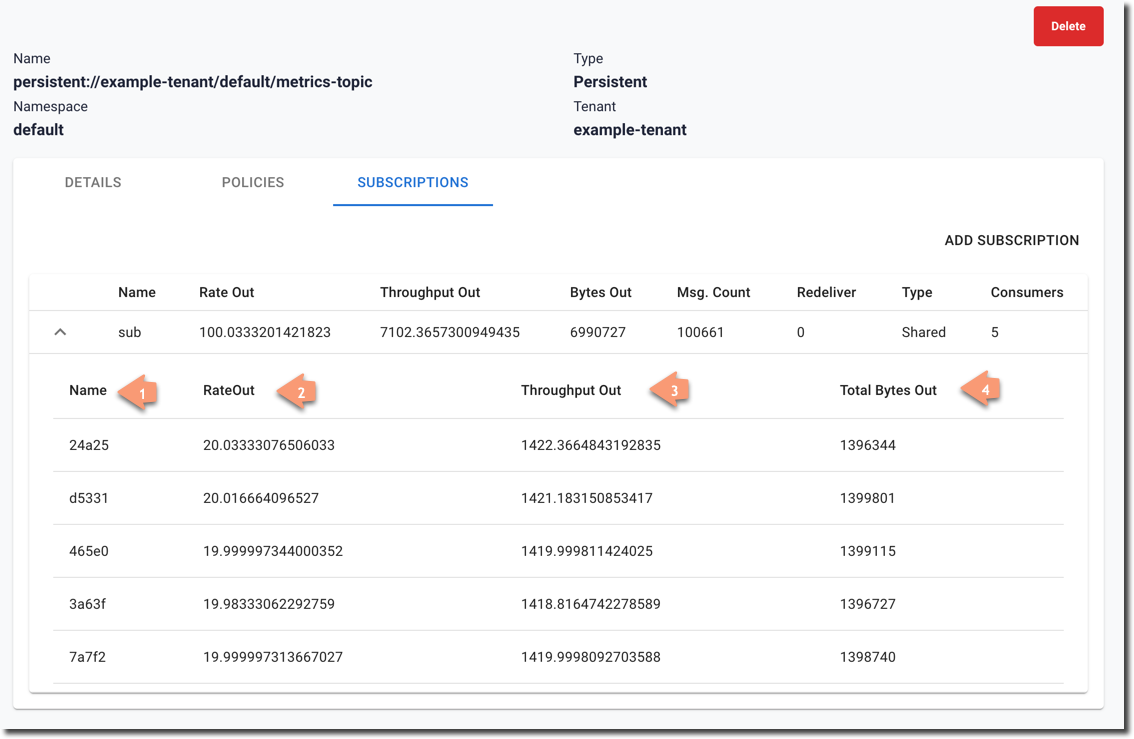 Delete
Name Type
persistent://example-tenant/default/metrics-topic Persistent
Namespace Tenant
default example-tenant
DETAILS POLICIES SUBSCRIPTIONS
ADD SUBSCRIPTION
Name Rate Out Throughput Out Bytes Out Msg. Count Redeliver Type Consumers
sub 100.0333201421823 7102.3657300949435 6990727 100661 0 Shared 5
Name 1 RateOut 2 Throughput Out 3 Total Bytes Out 4
24a25 20.03333076506033 1422.3664843192835 1396344
d5331 20.016664096527 1421.183150853417 1399801
465e0 19.999997344000352 1419.999811424025 1399115
3a63f 19.98333062292759 1418.8164742278589 1396727
7a7f2 19.999997313667027 1419.9998092703588 1398740